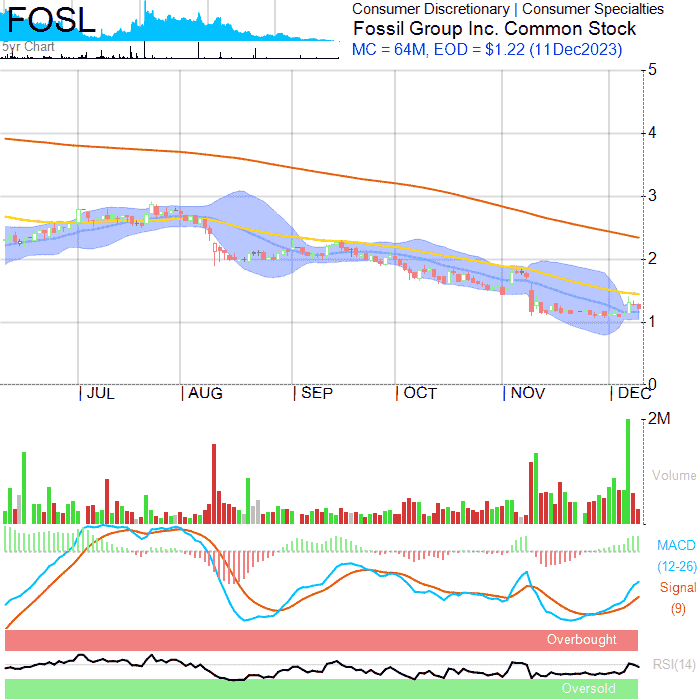 FOSL
5yr Chart
Consumer Discretionary | Consumer Specialties
Fossil Group Inc. Common Stock
MC = 64M, EOD = $1.22 (11Dec2023)
5
4
3
2
1
0
| JUL | AUG | SEP | OCT | NOV | DEC
2M
Volume
MACD
(12-26)
Signal
(9)
Overbought
RSI(14)
Oversold